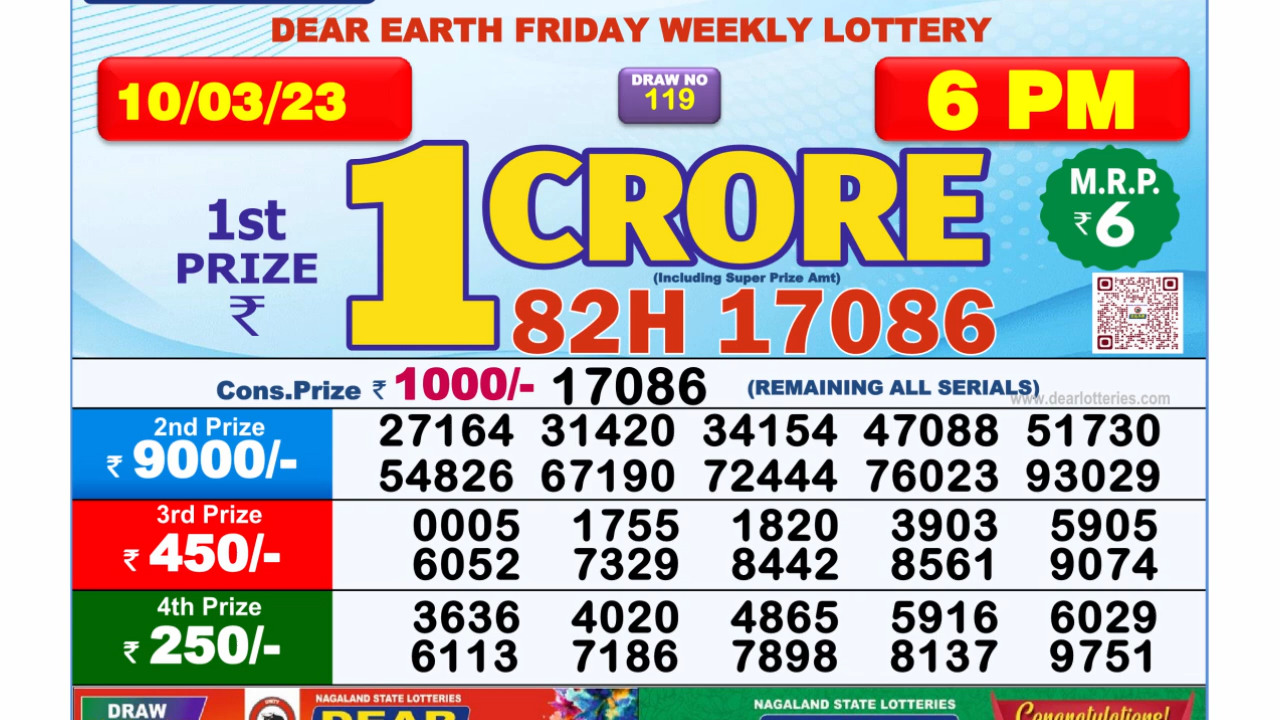 DEAR EARTH FRIDAY WEEKLY LOTTERY
10/03/23
DRAW NO
119
6 PM
1st
PRIZE
₹
1 CRORE
(Including Super Prize Amt)
82H 17086
M.R.P.
₹ 6
Cons.Prize ₹ 1000/- 17086 (REMAINING ALL SERIALS)
www.dearlotteries.com
2nd Prize
₹ 9000/-
27164 31420 34154 47088 51730
54826 67190 72444 76023 93029
3rd Prize
₹ 450/-
0005 1755 1820 3903 5905
6052 7329 8442 8561 9074
4th Prize
₹ 250/-
3636 4020 4865 5916 6029
6113 7186 7898 8137 9751
DRAW
NAGALAND STATE LOTTERIES
DEAR
NAGALAND STATE LOTTERIES
Congratulations!